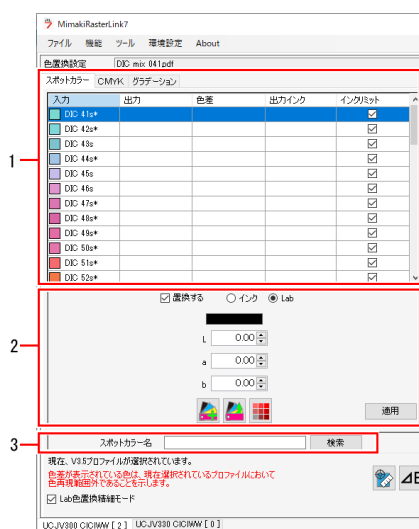 MimakiRasterLink7
ファイル 機能 ツール 環境設定 About
色置換設定 DIC mix 041.pdf
スポットカラー CMYK グラデーション
入力 出力 色差 出力インク インクリミット
DIC 41s*
DIC 42s*
DIC 43s
DIC 44s*
DIC 45s
DIC 46s
DIC 47s*
DIC 48s*
DIC 49s*
DIC 50s*
DIC 51s*
DIC 52s*
1
置換する インク Lab
L 0.00
a 0.00
b 0.00
2
適用
3
スポットカラー名 検索
現在、V3.5プロファイルが選択されています。
色差が表示されている色は、現在選択されているプロファイルにおいて
色再現範囲外であることを示します。
⊿E
Lab色置換精細モード
UCJV300 CICIWW [ 2 ] UCJV300 CICIWW [ 0 ]